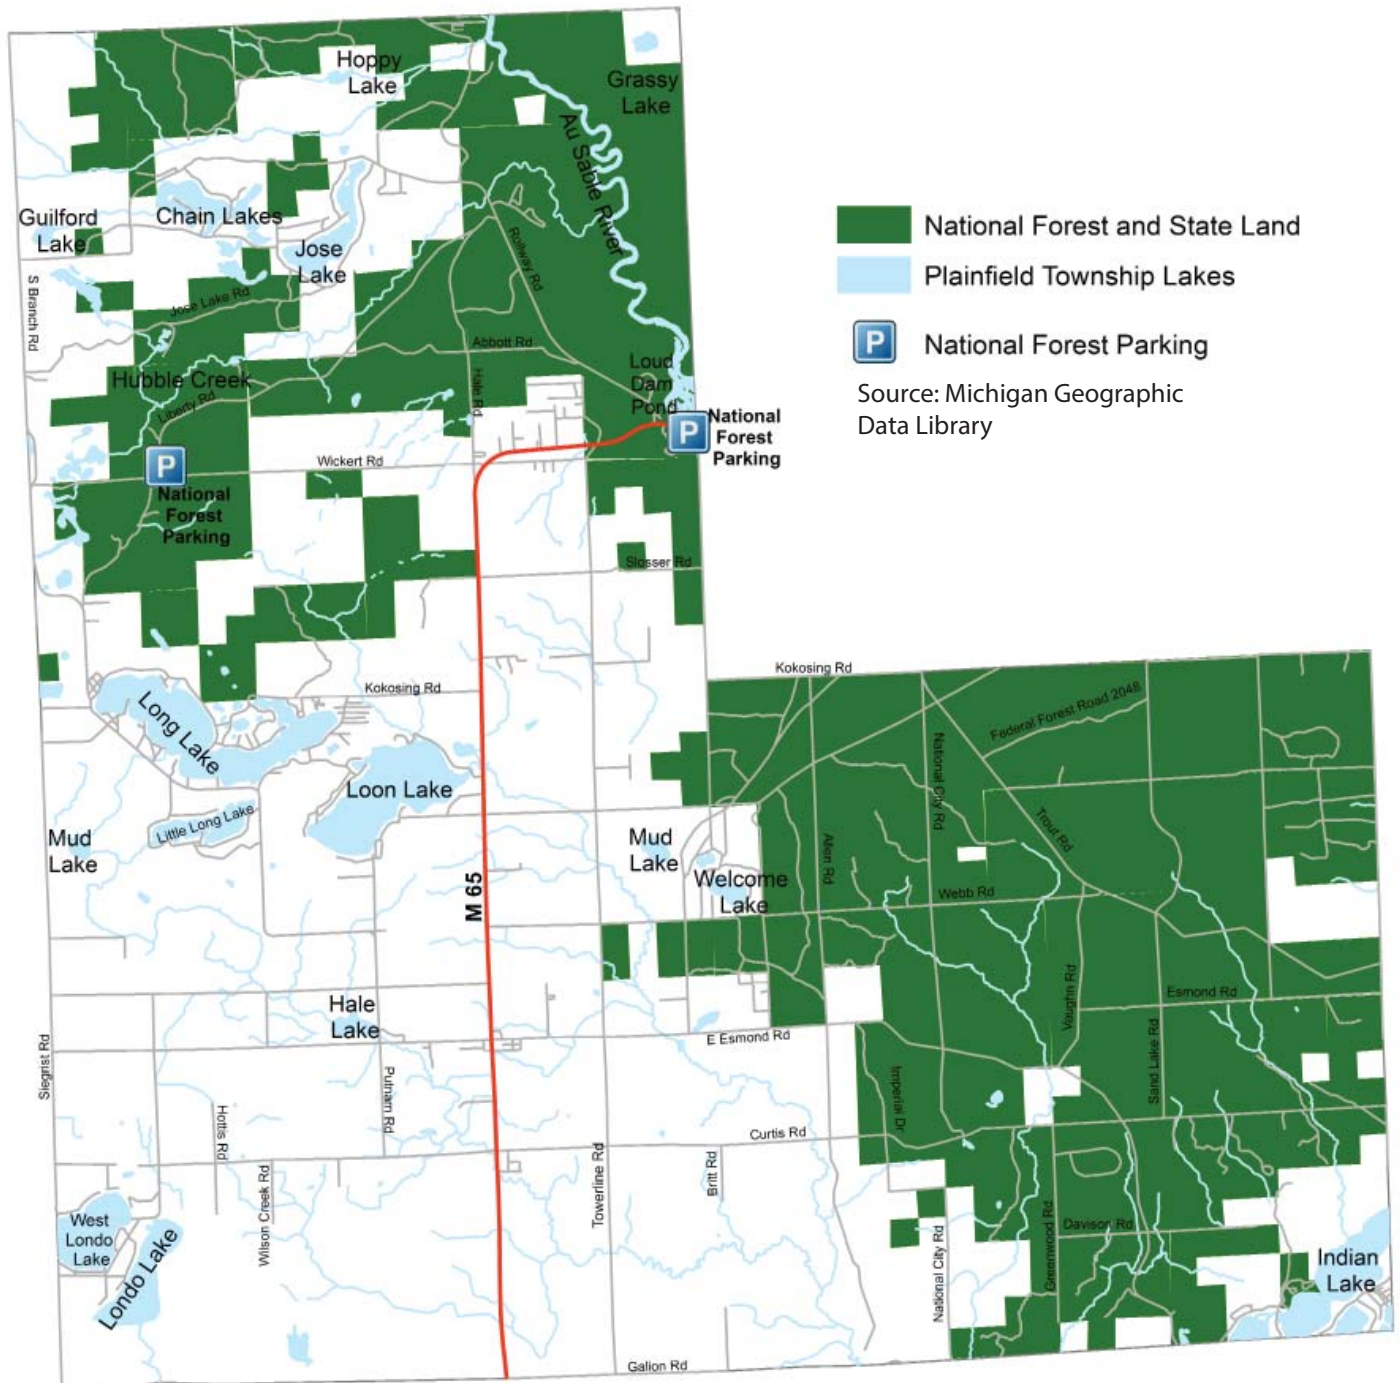 Hoppy
Lake
Grassy
Lake
Au Sable River
Guilford
Lake
Chain Lakes
Jose
Lake
Rollway Rd
S Branch Rd
Jose Lake Rd
Abbott Rd
Loud
Dam
Pond
Hubble Creek
Liberty Rd
Hale Rd
P
National
Forest
Parking
Wickert Rd
P
National
Forest
Parking
Slosser Rd
National Forest and State Land
Plainfield Township Lakes
P
National Forest Parking
Source: Michigan Geographic
Data Library
Kokosing Rd
Kokosing Rd
Long Lake
Federal Forest Road 2048
National City Rd
Loon Lake
Little Long Lake
Mud
Lake
Mud
Lake
Trout Rd
Allen Rd
Welcome
Lake
Webb Rd
M 65
Vaughn Rd
Esmond Rd
Hale
Lake
E Esmond Rd
Siegrist Rd
Putnam Rd
Imperial Dr
Sand Lake Rd
Hottis Rd
Curtis Rd
Wilson Creek Rd
Towerline Rd
Britt Rd
West
Londo
Lake
Londo Lake
National City Rd
Greenwood Rd
Davison Rd
Indian
Lake
Galion Rd